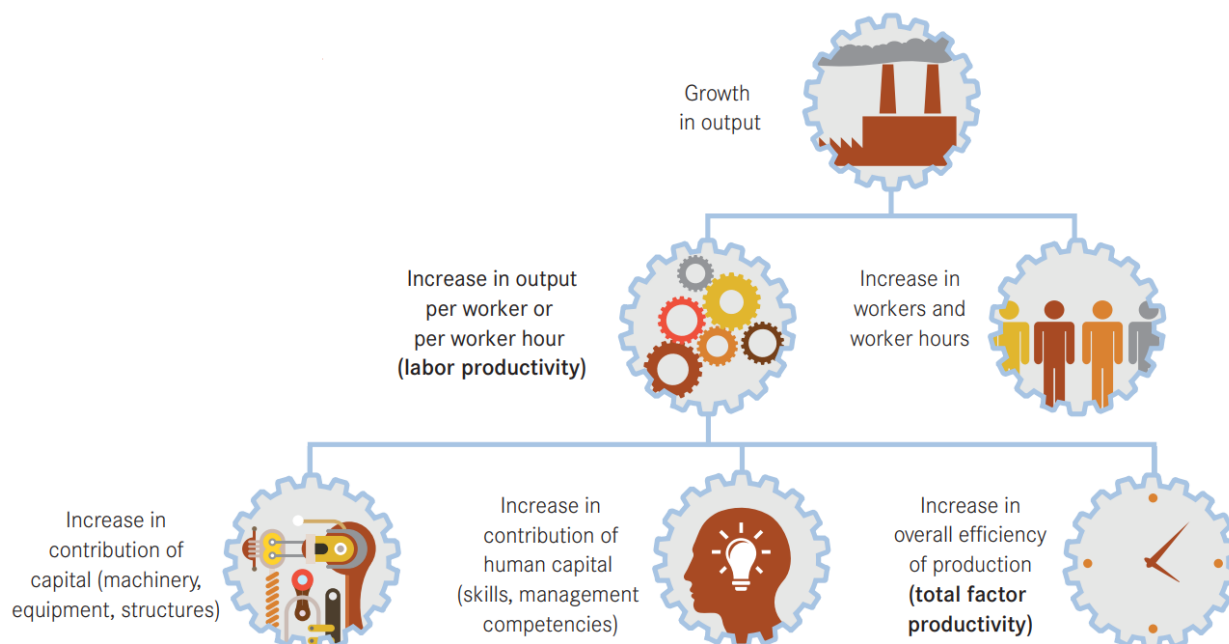 Growth
in output
Increase in output
per worker or
per worker hour
(labor productivity)
Increase in
workers and
worker hours
Increase in
contribution of
capital (machinery,
equipment, structures)
Increase in
contribution of
human capital
(skills, management
competencies)
Increase in
overall efficiency
of production
(total factor
productivity)